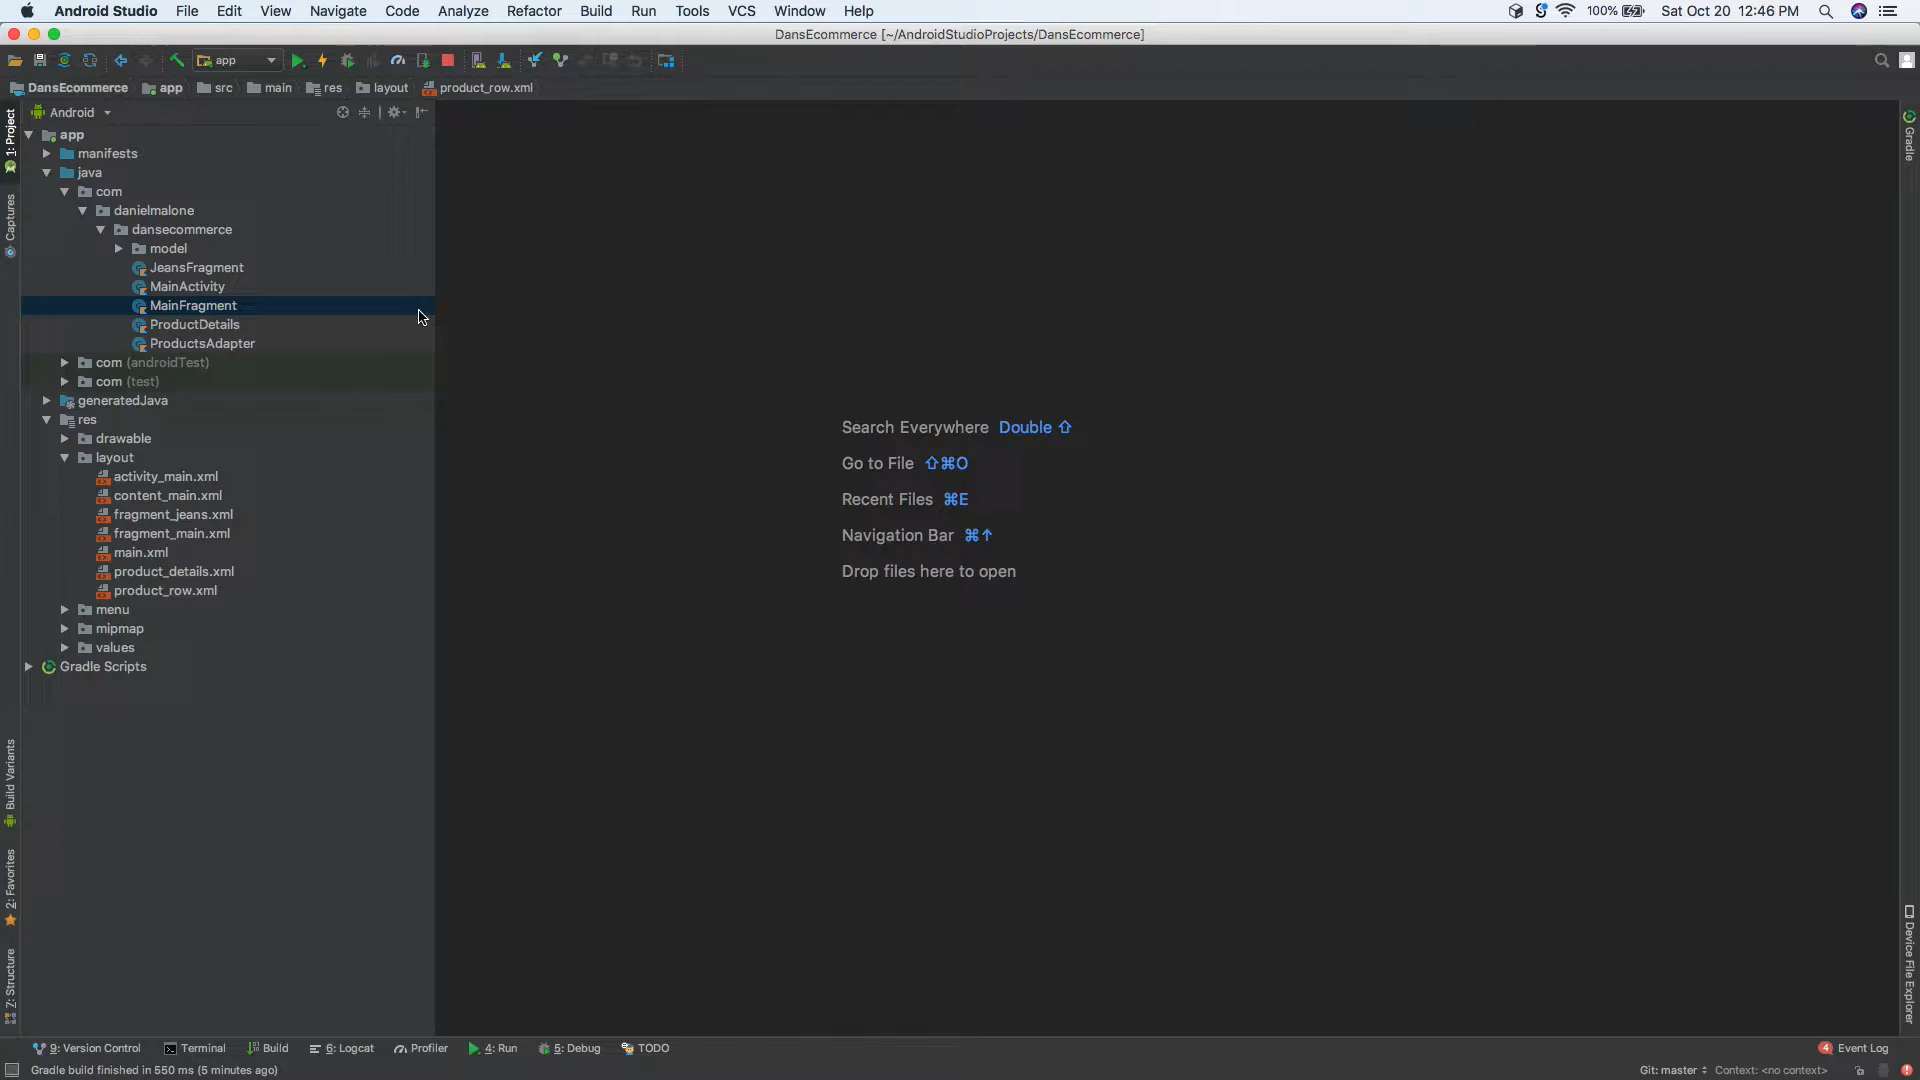 Android Studio File Edit View Navigate Code Analyze Refactor Build Run Tools VCS Window Help 100% Sat Oct 20 12:46 PM
DansEcommerce [~/AndroidStudioProjects/DansEcommerce]
app
DansEcommerce app src main res layout product_row.xml
Android
app
manifests
java
com
danielmalone
dansecommerce
model
JeansFragment
MainActivity
MainFragment
ProductDetails
ProductsAdapter
com (androidTest)
com (test)
generatedJava
res
drawable
layout
activity_main.xml
content_main.xml
fragment_jeans.xml
fragment_main.xml
main.xml
product_details.xml
product_row.xml
menu
mipmap
values
Gradle Scripts
1: Project
Captures
Build Variants
2: Favorites
7: Structure
Search Everywhere Double ⇧
Go to File ⇧⌘O
Recent Files ⌘E
Navigation Bar ⌘↑
Drop files here to open
Gradle
Device File Explorer
9: Version Control Terminal Build 6: Logcat Profiler 4: Run 5: Debug TODO 4 Event Log
Gradle build finished in 550 ms (5 minutes ago) Git: master Context: <no context>